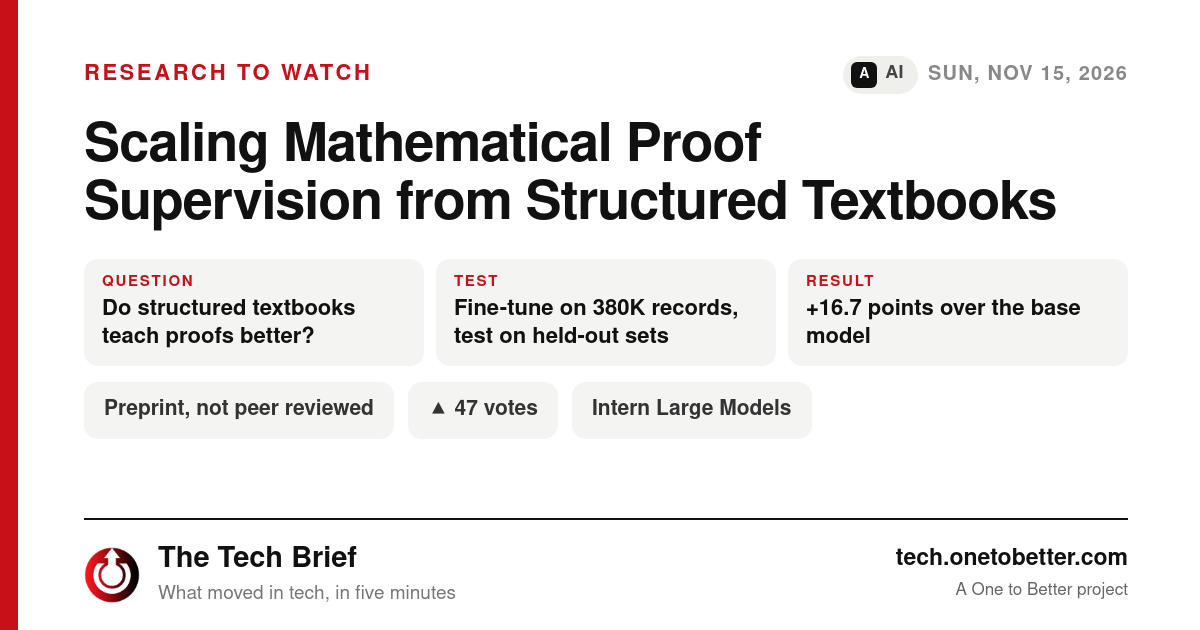 RESEARCH TO WATCH
A AI SUN, NOV 15, 2026
Scaling Mathematical Proof
Supervision from Structured Textbooks
QUESTION
Do structured textbooks
teach proofs better?
TEST
Fine-tune on 380K records,
test on held-out sets
RESULT
+16.7 points over the base
model
Preprint, not peer reviewed
▲ 47 votes
Intern Large Models
The Tech Brief
What moved in tech, in five minutes
tech.onetobetter.com
A One to Better project